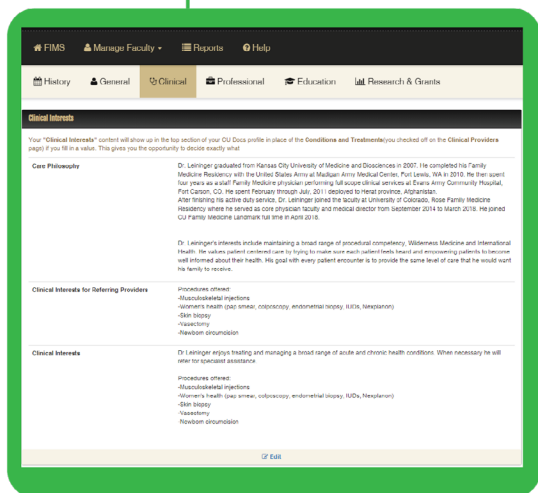 FIMS Manage Faculty Reports Help
History General Clinical Professional Education Research & Grants
Clinical Interests
Your "Clinical Interests" content will show up in the top section of your CU Docs profile in place of the Conditions and Treatments(you checked off on the Clinical Providers
page) if you fill in a value. This gives you the opportunity to decide exactly what
Care Philosophy
Dr. Leininger graduated from Kansas City University of Medicine and Biosciences in 2007. He completed his Family
Medicine Residency with the United States Army at Madigan Army Medical Center, Fort Lewis, WA in 2010. He then spent
four years as a staff Family Medicine physician performing full scope clinical services at Evans Army Community Hospital,
Fort Carson, CO. He spent February through July, 2011 deployed to Herat province, Afghanistan.
After finishing his active duty service, Dr. Leininger joined the faculty at University of Colorado, Rose Family Medicine
Residency where he served as core physician faculty and medical director from September 2014 to March 2018. He joined
CU Family Medicine Landmark full time in April 2018.
Dr. Leininger's interests include maintaining a broad range of procedural competency, Wilderness Medicine and International
Health. He values patient centered care by trying to make sure each patient feels heard and empowering patients to become
well informed about their health. His goal with every patient encounter is to provide the same level of care that he would want
his family to receive.
Clinical Interests for Referring Providers
Procedures offered:
-Musculoskeletal injections
-Women's health (pap smear, colposcopy, endometrial biopsy, IUDs, Nexplanon)
-Skin biopsy
-Vasectomy
-Newborn circumcision
Clinical Interests
Dr Leininger enjoys treating and managing a broad range of acute and chronic health conditions. When necessary he will
refer for specialist assistance
Procedures offered:
-Musculoskeletal injections
-Women's health (pap smear, colposcopy, endometrial biopsy, IUDs, Nexplanon)
-Skin biopsy
-Vasectomy
-Newborn circumcision
Edit